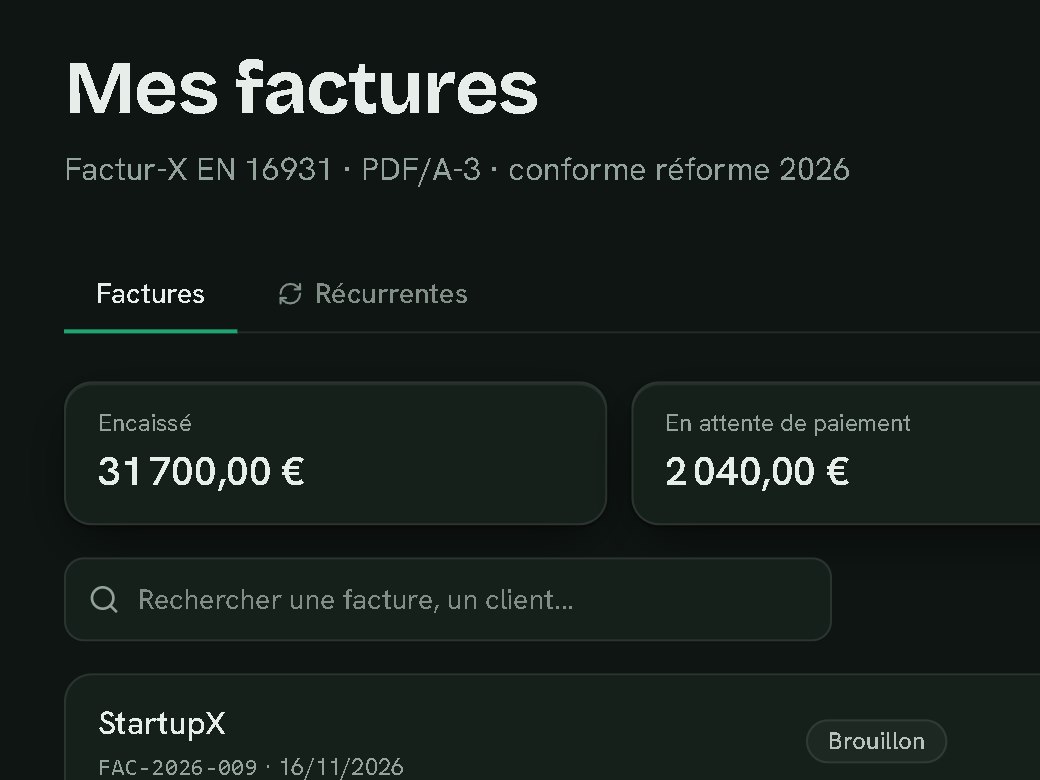 Mes factures
Factur-X EN 16931 · PDF/A-3 · conforme réforme 2026
Factures
Récurrentes
Encaissé
31 700,00 €
En attente de paiement
2 040,00 €
Rechercher une facture, un client...
StartupX
Brouillon
FAC-2026-009 · 16/11/2026